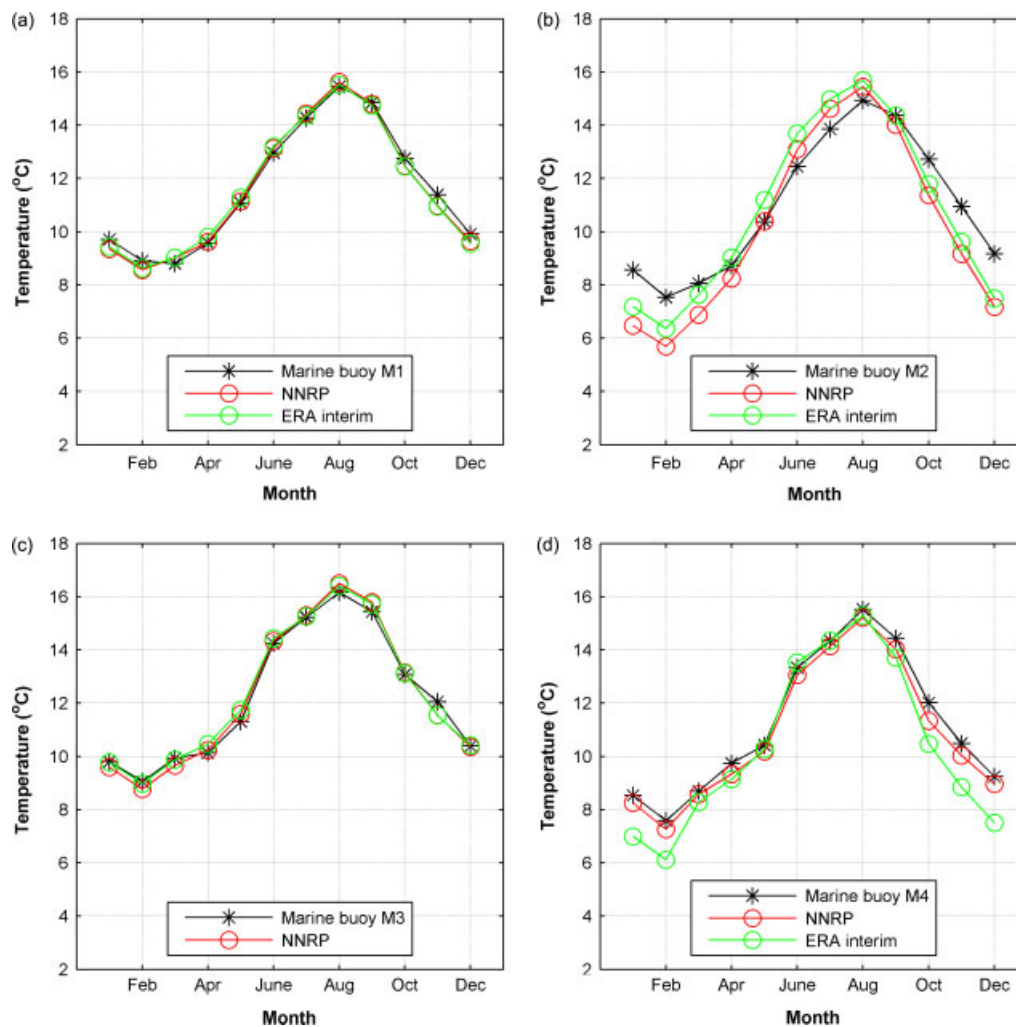 (a)
18
16
14
12
10
8
6
4
2
Temperature (°C)
Marine buoy M1
NNRP
ERA interim
Feb Apr June Aug Oct Dec
Month
(b)
18
16
14
12
10
8
6
4
2
Temperature (°C)
Marine buoy M2
NNRP
ERA interim
Feb Apr June Aug Oct Dec
Month
(c)
18
16
14
12
10
8
6
4
2
Temperature (°C)
Marine buoy M3
NNRP
Feb Apr June Aug Oct Dec
Month
(d)
18
16
14
12
10
8
6
4
2
Temperature (°C)
Marine buoy M4
NNRP
ERA interim
Feb Apr June Aug Oct Dec
Month